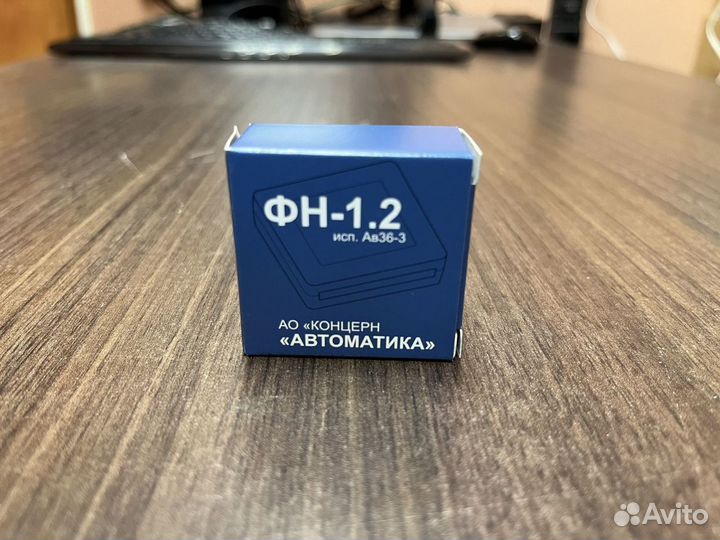 ФН-1.2
исп. Ав36-3
АО «КОНЦЕРН
«АВТОМАТИКА»
Avito